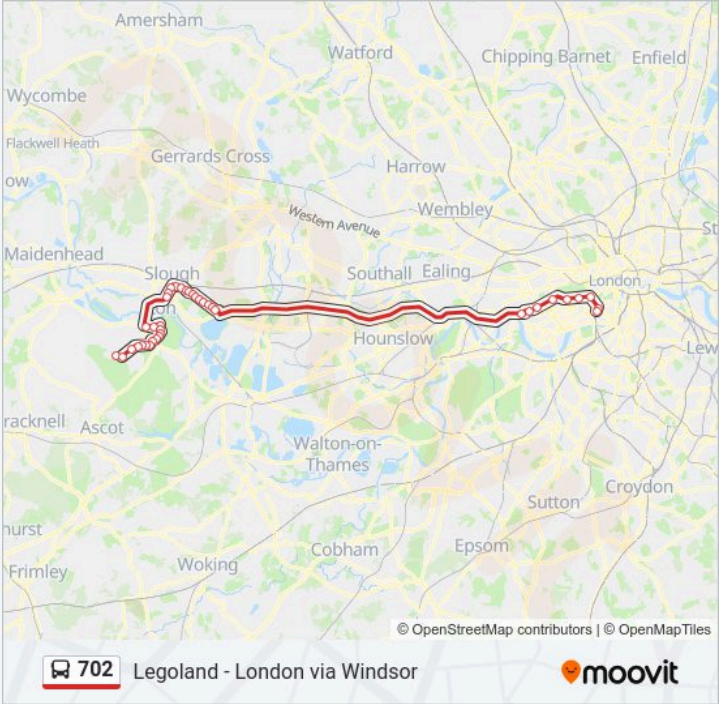 Amersham
Watford
Chipping Barnet
Enfield
Wycombe
Flackwell Heath
Gerrards Cross
Harrow
ow
Wembley
Western Avenue
St
Maidenhead
Slough
Southall
Ealing
London
on
Hounslow
Lew
racknell
Ascot
Walton-on-
Thames
Croydon
Sutton
hurst
Cobham
Epsom
Woking
Frimley
© OpenStreetMap contributors | © OpenMapTiles
702 Legoland - London via Windsor
moovit